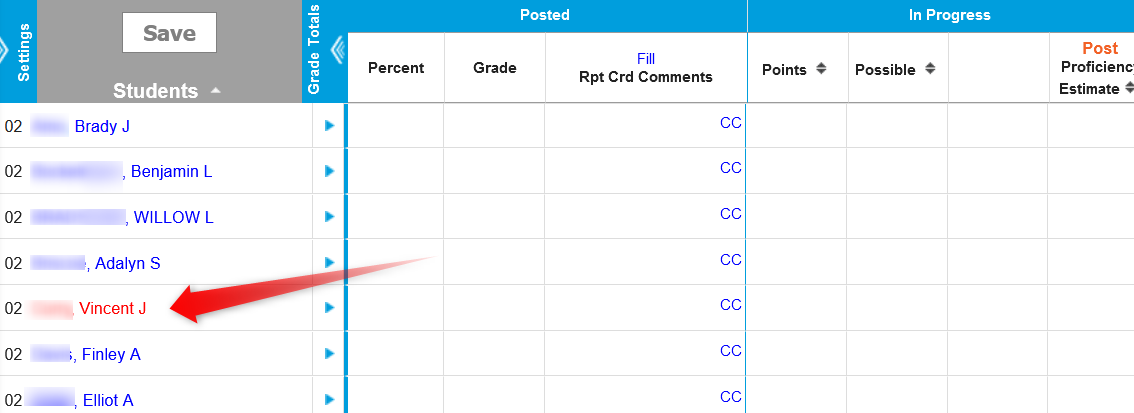 Settings
Save
Students
Grade Totals
Posted
In Progress
Percent
Grade
Fill
Rpt Crd Comments
Points
Possible
Post
Proficiency
Estimate
02 , Brady J CC
02 , Benjamin L CC
02 , WILLOW L CC
02 , Adalyn S CC
02 , Vincent J CC
02 , Finley A CC
02 , Elliot A CC